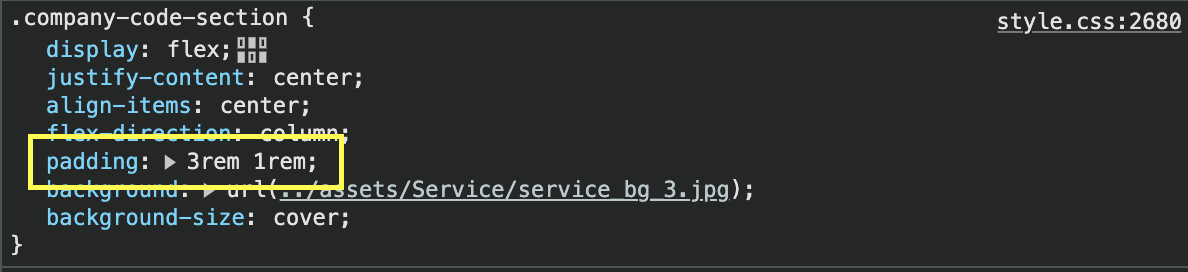 .company-code-section {
style.css:2680
display: flex;
justify-content: center;
align-items: center;
flex-direction: column;
padding: 3rem 1rem;
background: url(../assets/Service/service_bg_3.jpg);
background-size: cover;
}